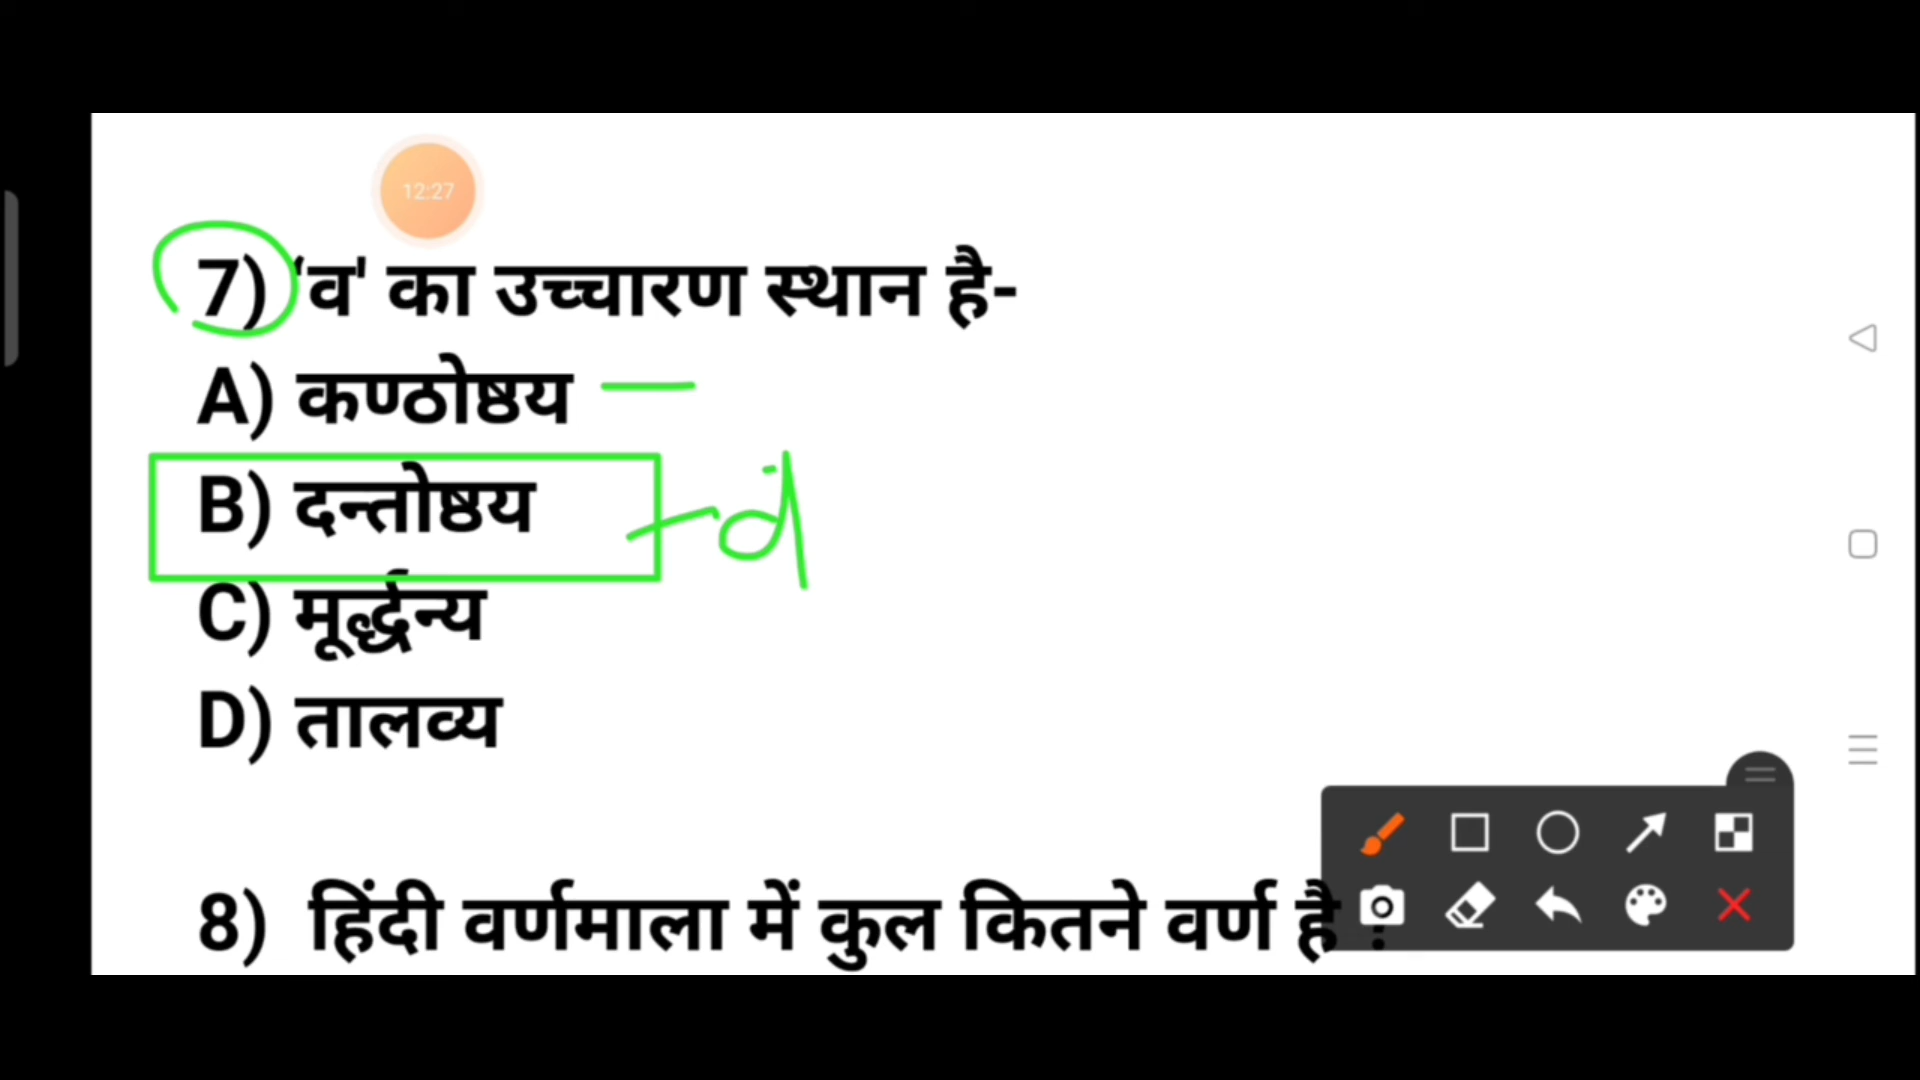 12:27
7) 'व' का उच्चारण स्थान है-
A) कण्ठोष्ठय
B) दन्तोष्ठय
C) मूर्द्धन्य
D) तालव्य
8) हिंदी वर्णमाला में कुल कितने वर्ण है